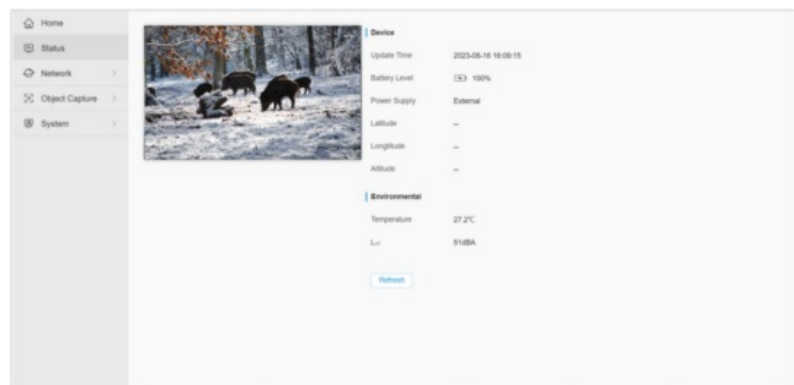 Home
Status
Network
Object Capture
System
Device
Update Time 2023-08-16 16:09:15
Battery Level 100%
Power Supply External
Latitude --
Longtitude --
Altitude --
Environmental
Temperature 27.2°C
51dBA
Refresh